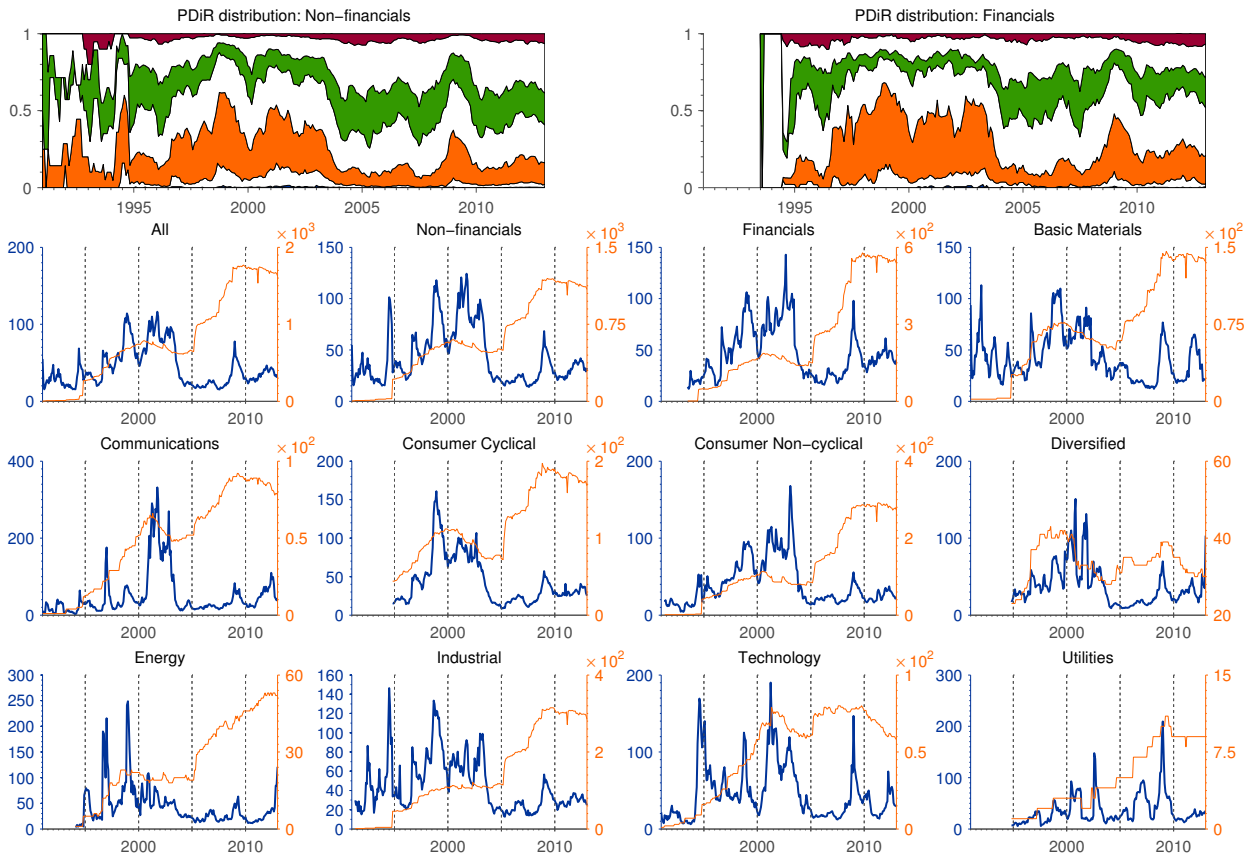 PDiR distribution: Non−financials PDiR distribution: Financials
1 1
0.5 0.5
0 0
1995 2000 2005 2010 1995 2000 2005 2010
All Non−financials Financials Basic Materials
× 10³ × 10³ × 10² × 10²
200 2 150 1.5 150 6 150 1.5
100 100 100
100 1 0.75 3 0.75
50 50 50
0 0 0 0 0 0 0 0
2000 2010 2000 2010 2000 2010 2000 2010
Communications Consumer Cyclical Consumer Non−cyclical Diversified
× 10² × 10² × 10²
400 1 200 2 200 4 200 60
150 150 150
200 0.5 100 1 100 2 100 40
50 50 50
0 0 0 0 0 0 0 20
2000 2010 2000 2010 2000 2010 2000 2010
Energy Industrial Technology Utilities
× 10² × 10²
300 60 160 4 200 1 300 15
250 140
200 120 150 200
150 30 100 2 100 0.5 7.5
80
100 60 100
50 40 50
20
0 0 0 0 0 0 0 0
2000 2010 2000 2010 2000 2010 2000 2010